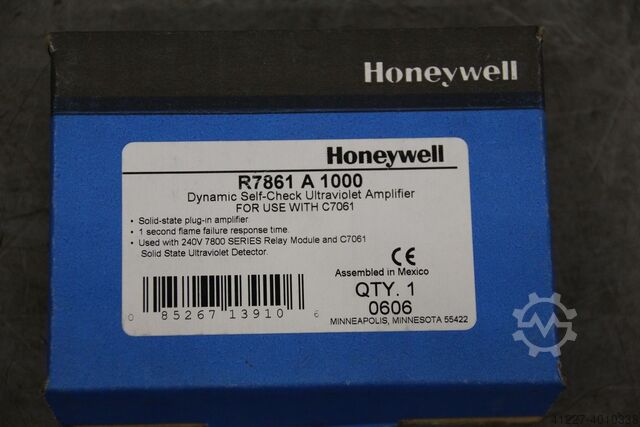 Honeywell
Honeywell
R7861 A 1000
Dynamic Self-Check Ultraviolet Amplifier
FOR USE WITH C7061
• Solid-state plug-in amplifier.
• 1 second flame failure response time.
• Used with 240V 7800 SERIES Relay Module and C7061
Solid State Ultraviolet Detector.
CE
Assembled in Mexico
QTY. 1
0606
MINNEAPOLIS, MINNESOTA 55422
0 85267 13910 6
41227-4010338